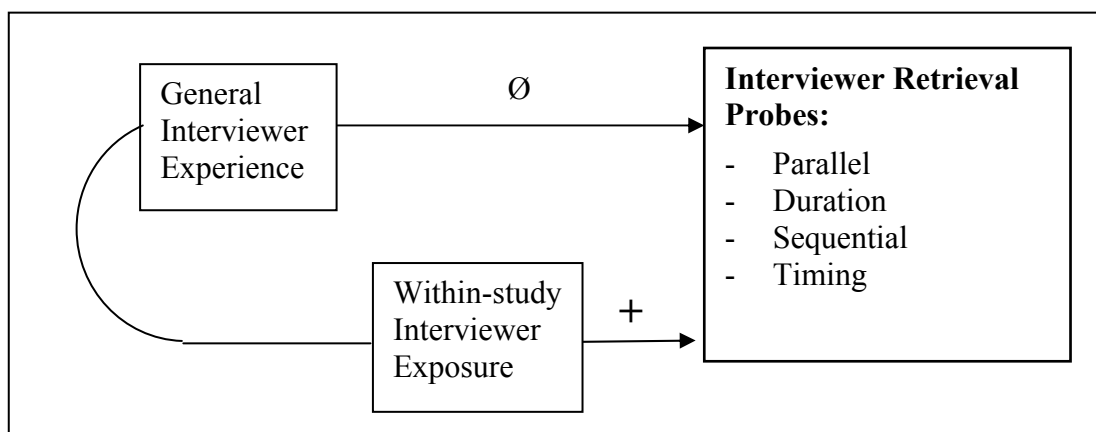 General
Interviewer
Experience
Ø
Interviewer Retrieval
Probes:
- Parallel
- Duration
- Sequential
- Timing
Within-study
Interviewer
Exposure
+